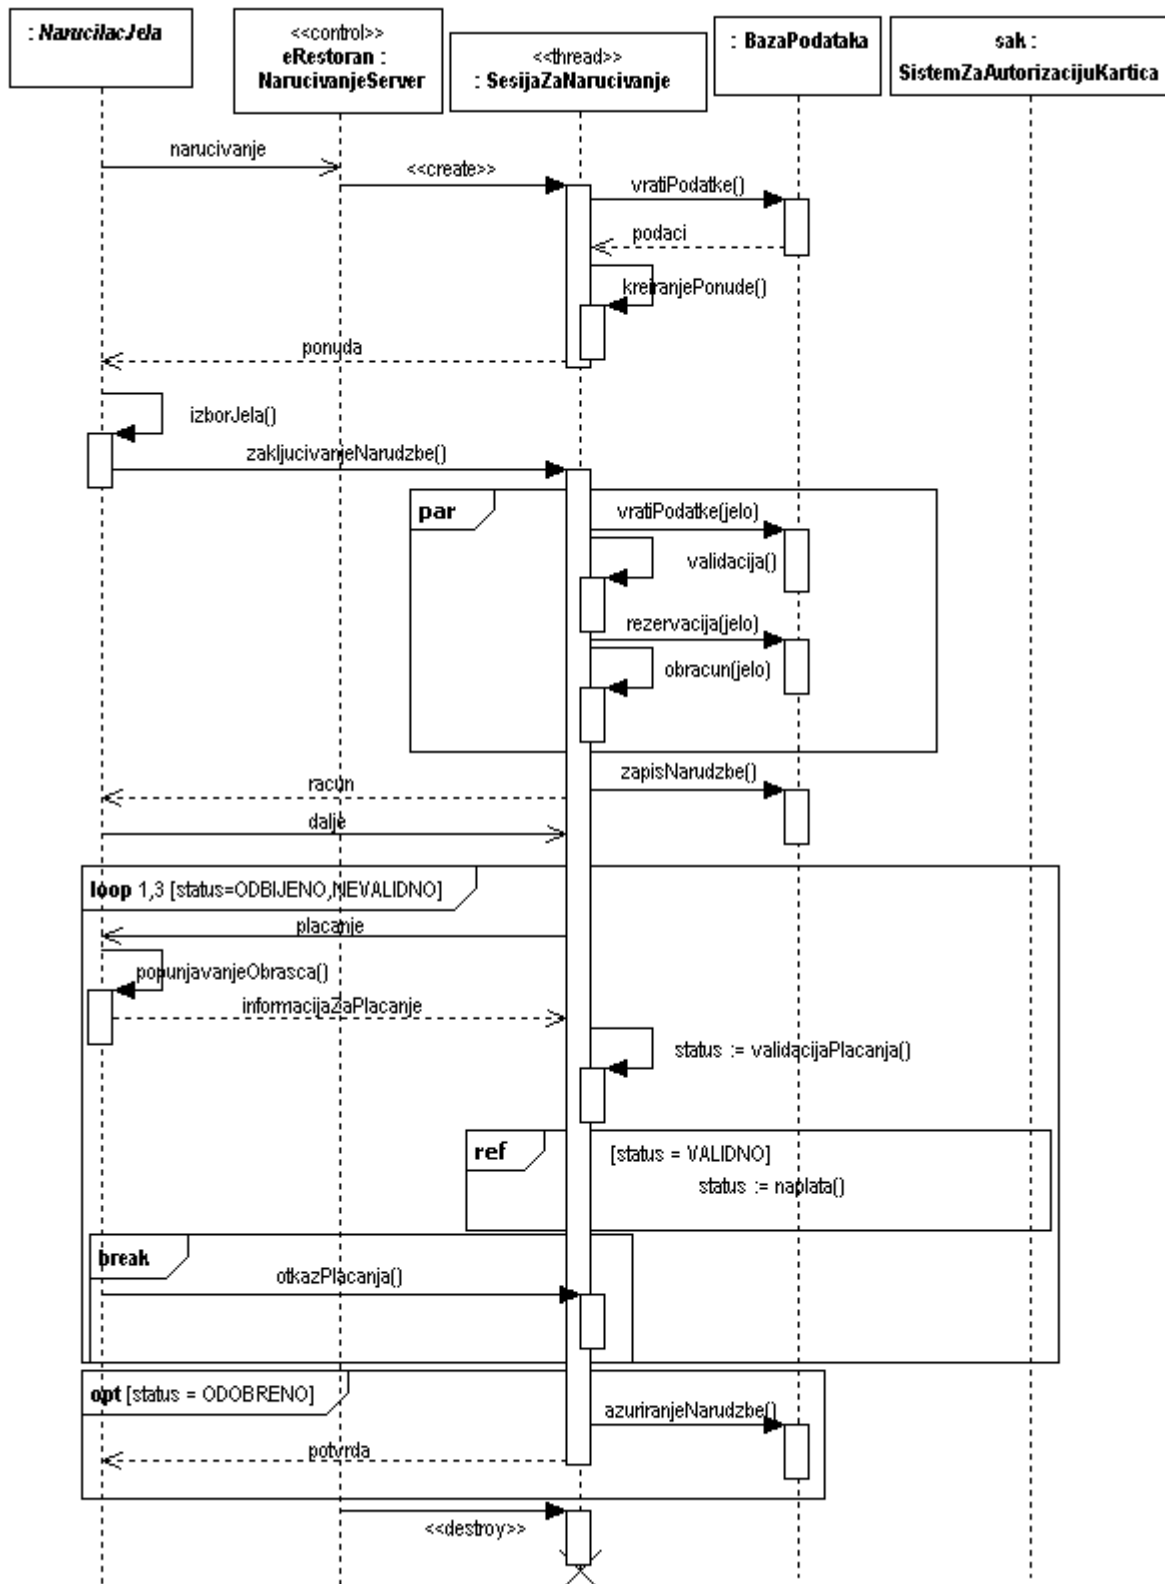 : NarucilacJela
<<control>>
eRestoran :
NarucivanjeServer
<<thread>>
: SesijaZaNarucivanje
: BazaPodataka
sak :
SistemZaAutorizacijuKartica
narucivanje
<<create>>
vratiPodatke()
podaci
kreiranjePonude()
ponuda
izborJela()
zakljucivanjeNarudzbe()
par
vratiPodatke(jelo)
validacija()
rezervacija(jelo)
obracun(jelo)
zapisNarudzbe()
racun
dalje
loop 1,3 [status=ODBIJENO,NEVALIDNO]
placanje
popunjavanjeObrasca()
informacijaZaPlacanje
status := validacijaPlacanja()
ref
[status = VALIDNO]
status := naplata()
break
otkazPlacanja()
opt [status = ODOBRENO]
azuriranjeNarudzbe()
potvrda
<<destroy>>